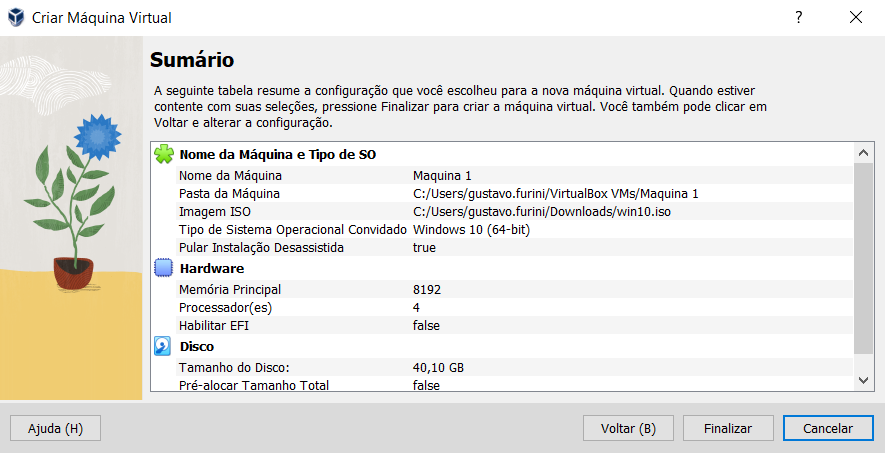 Criar Máquina Virtual
?
Sumário
A seguinte tabela resume a configuração que você escolheu para a nova máquina virtual. Quando estiver
contente com suas seleções, pressione Finalizar para criar a máquina virtual. Você também pode clicar em
Voltar e alterar a configuração.
Nome da Máquina e Tipo de SO
Nome da Máquina Maquina 1
Pasta da Máquina C:/Users/gustavo.furini/VirtualBox VMs/Maquina 1
Imagem ISO C:/Users/gustavo.furini/Downloads/win10.iso
Tipo de Sistema Operacional Convidado Windows 10 (64-bit)
Pular Instalação Desassistida true
Hardware
Memória Principal 8192
Processador(es) 4
Habilitar EFI false
Disco
Tamanho do Disco: 40,10 GB
Pré-alocar Tamanho Total false
Ajuda (H) Voltar (B) Finalizar Cancelar